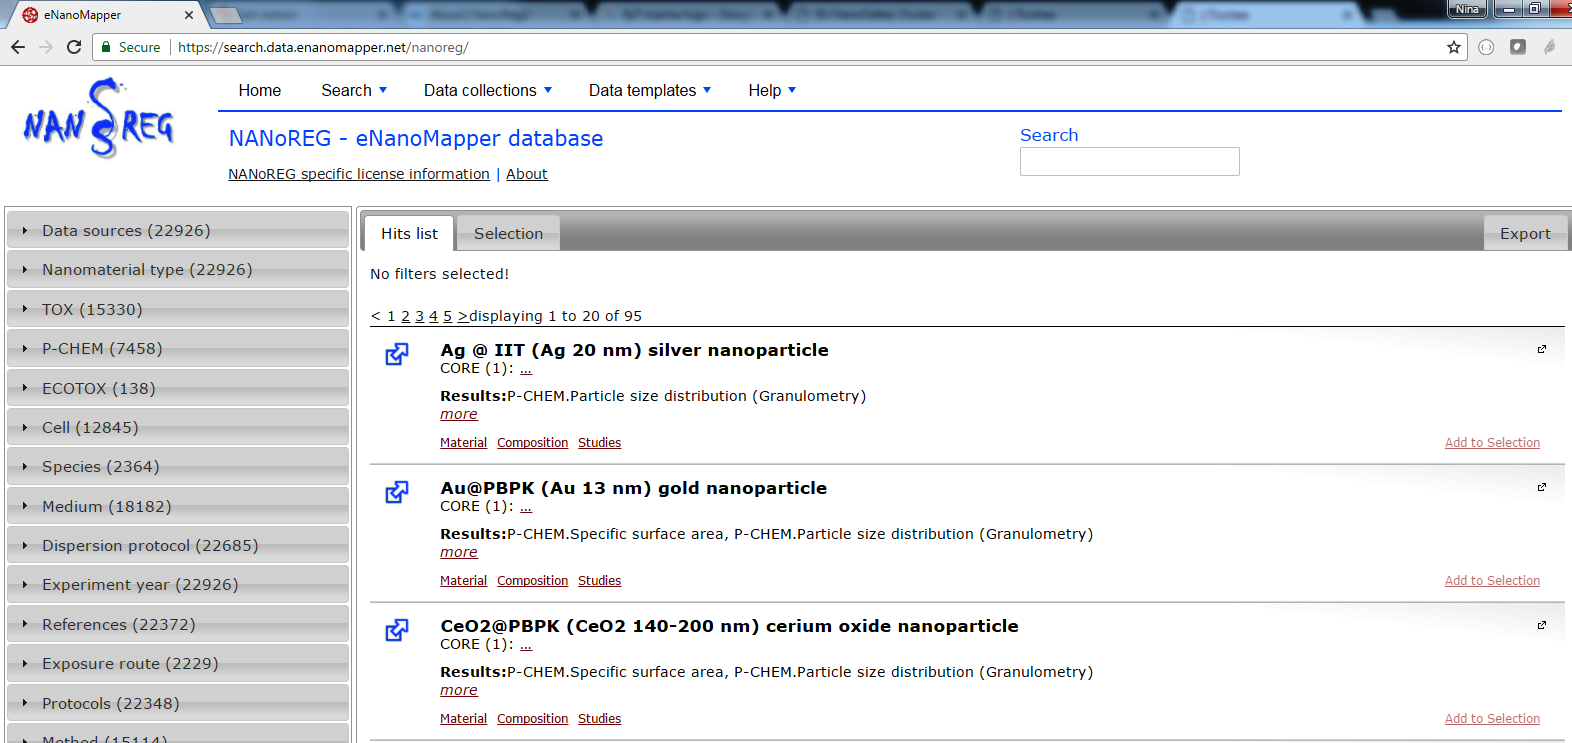 eNanoMapper
Nina
Secure
https://search.data.enanomapper.net/nanoreg/
NANOREG
Home Search Data collections Data templates Help
NANoREG - eNanoMapper database
Search
NANoREG specific license information | About
Data sources (22926)
Nanomaterial type (22926)
TOX (15330)
P-CHEM (7458)
ECOTOX (138)
Cell (12845)
Species (2364)
Medium (18182)
Dispersion protocol (22685)
Experiment year (22926)
References (22372)
Exposure route (2229)
Protocols (22348)
Method (15114)
Hits list Selection Export
No filters selected!
< 1 2 3 4 5 >displaying 1 to 20 of 95
Ag @ IIT (Ag 20 nm) silver nanoparticle
CORE (1): ...
Results:P-CHEM.Particle size distribution (Granulometry)
more
Material Composition Studies Add to Selection
Au@PBPK (Au 13 nm) gold nanoparticle
CORE (1): ...
Results:P-CHEM.Specific surface area, P-CHEM.Particle size distribution (Granulometry)
more
Material Composition Studies Add to Selection
CeO2@PBPK (CeO2 140-200 nm) cerium oxide nanoparticle
CORE (1): ...
Results:P-CHEM.Specific surface area, P-CHEM.Particle size distribution (Granulometry)
more
Material Composition Studies Add to Selection